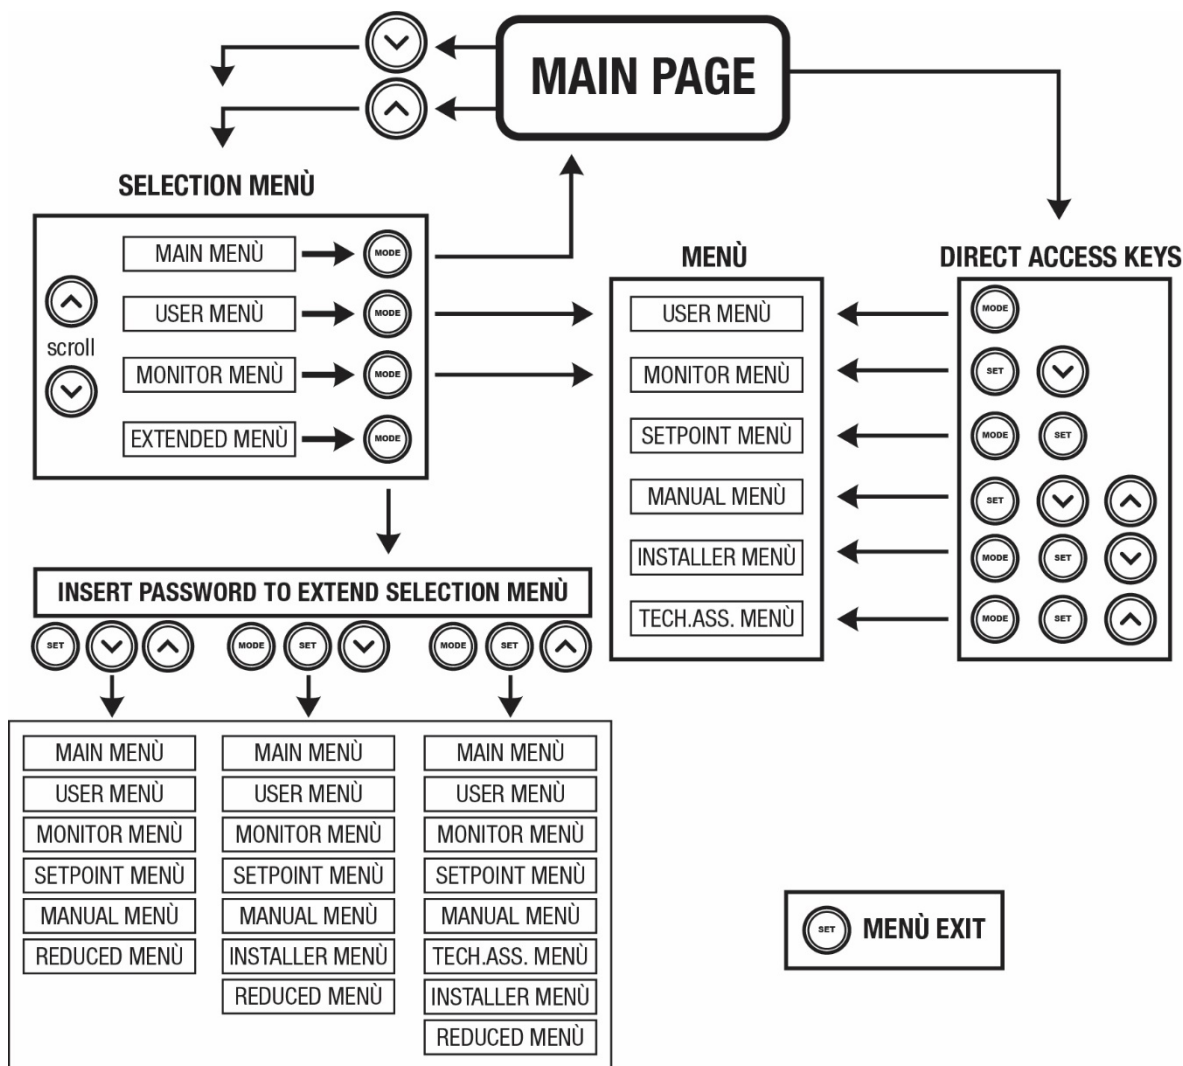 MAIN PAGE
SELECTION MENÙ
MAIN MENÙ MODE
USER MENÙ MODE
scroll
MONITOR MENÙ MODE
EXTENDED MENÙ MODE
MENÙ
USER MENÙ
MONITOR MENÙ
SETPOINT MENÙ
MANUAL MENÙ
INSTALLER MENÙ
TECH.ASS. MENÙ
DIRECT ACCESS KEYS
MODE
SET
MODE SET
SET
MODE SET
MODE SET
INSERT PASSWORD TO EXTEND SELECTION MENÙ
SET MODE SET MODE SET
MAIN MENÙ
USER MENÙ
MONITOR MENÙ
SETPOINT MENÙ
MANUAL MENÙ
REDUCED MENÙ
MAIN MENÙ
USER MENÙ
MONITOR MENÙ
SETPOINT MENÙ
MANUAL MENÙ
INSTALLER MENÙ
REDUCED MENÙ
MAIN MENÙ
USER MENÙ
MONITOR MENÙ
SETPOINT MENÙ
MANUAL MENÙ
TECH.ASS. MENÙ
INSTALLER MENÙ
REDUCED MENÙ
SET MENÙ EXIT